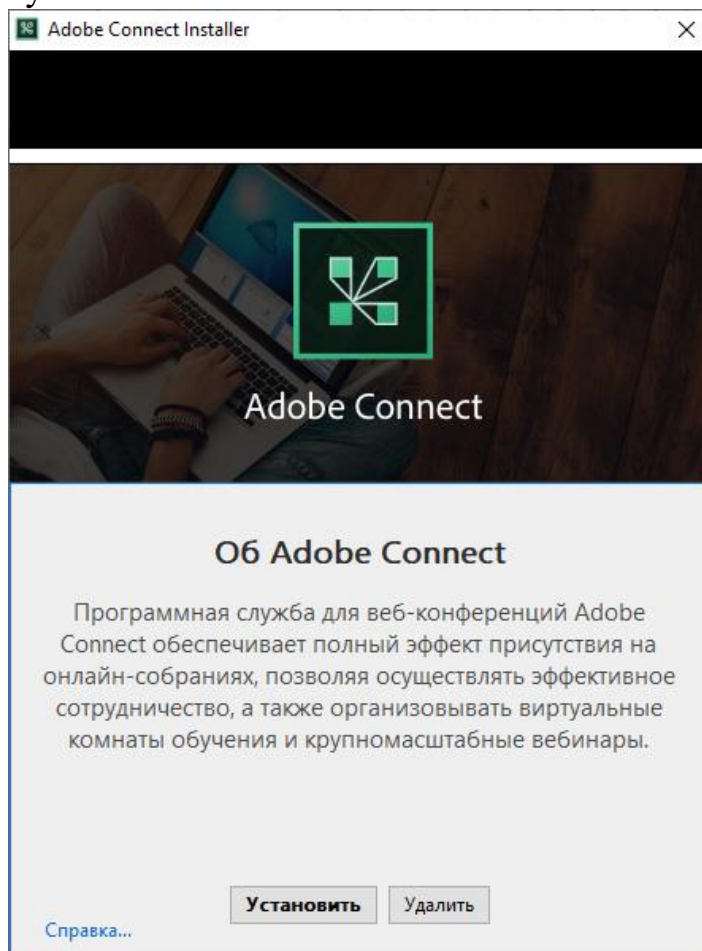 Adobe Connect Installer
Adobe Connect
Об Adobe Connect
Программная служба для веб-конференций Adobe
Connect обеспечивает полный эффект присутствия на
онлайн-собраниях, позволяя осуществлять эффективное
сотрудничество, а также организовывать виртуальные
комнаты обучения и крупномасштабные вебинары.
Установить Удалить
Справка...